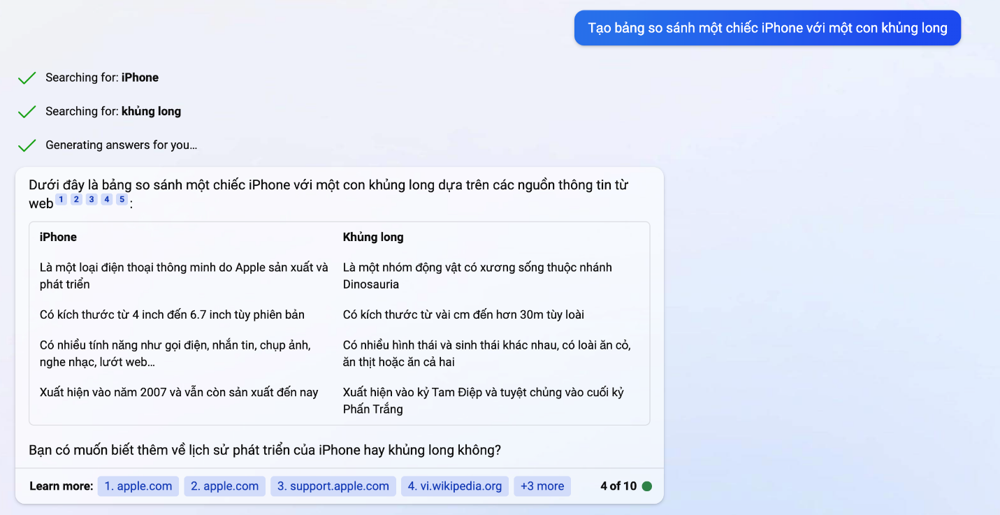 Tạo bảng so sánh một chiếc iPhone với một con khủng long
Searching for: iPhone
Searching for: khủng long
Generating answers for you...
Dưới đây là bảng so sánh một chiếc iPhone với một con khủng long dựa trên các nguồn thông tin từ
web 1 2 3 4 5 :
iPhone
Khủng long
Là một loại điện thoại thông minh do Apple sản xuất và
phát triển
Là một nhóm động vật có xương sống thuộc nhánh
Dinosauria
Có kích thước từ 4 inch đến 6.7 inch tùy phiên bản
Có kích thước từ vài cm đến hơn 30m tùy loài
Có nhiều tính năng như gọi điện, nhắn tin, chụp ảnh,
nghe nhạc, lướt web...
Có nhiều hình thái và sinh thái khác nhau, có loài ăn cỏ,
ăn thịt hoặc ăn cả hai
Xuất hiện vào năm 2007 và vẫn còn sản xuất đến nay
Xuất hiện vào kỷ Tam Điệp và tuyệt chủng vào cuối kỷ
Phấn Trắng
Bạn có muốn biết thêm về lịch sử phát triển của iPhone hay khủng long không?
Learn more: 1. apple.com 2. apple.com 3. support.apple.com 4. vi.wikipedia.org +3 more 4 of 10